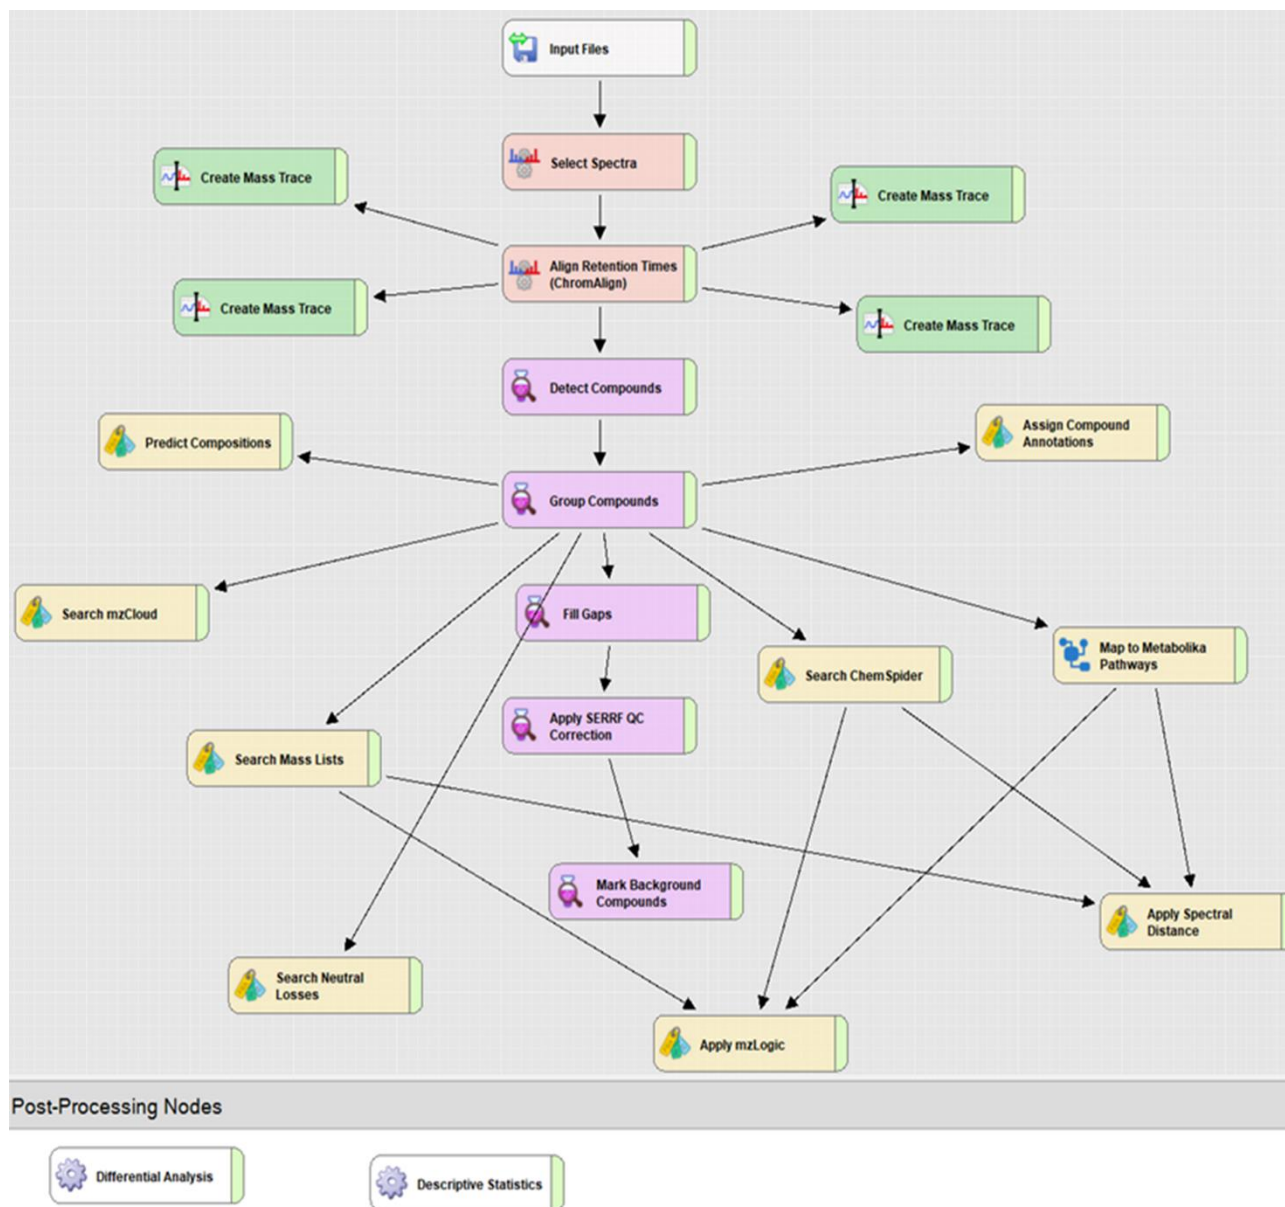 Input Files
Select Spectra
Create Mass Trace
Create Mass Trace
Align Retention Times
(ChromAlign)
Create Mass Trace
Create Mass Trace
Detect Compounds
Predict Compositions
Assign Compound
Annotations
Group Compounds
Search mzCloud
Fill Gaps
Map to Metabolika
Pathways
Search ChemSpider
Apply SERRF QC
Correction
Search Mass Lists
Mark Background
Compounds
Apply Spectral
Distance
Search Neutral
Losses
Apply mzLogic
Post-Processing Nodes
Differential Analysis
Descriptive Statistics